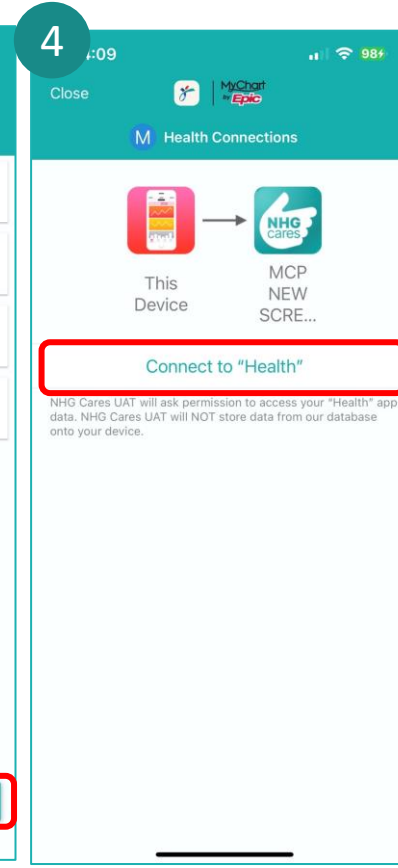 4
:09
98
Close
MyChart
by Epic
M Health Connections
NHG
cares
This
Device
MCP
NEW
SCRE...
Connect to “Health”
NHG Cares UAT will ask permission to access your "Health" app
data. NHG Cares UAT will NOT store data from our database
onto your device.